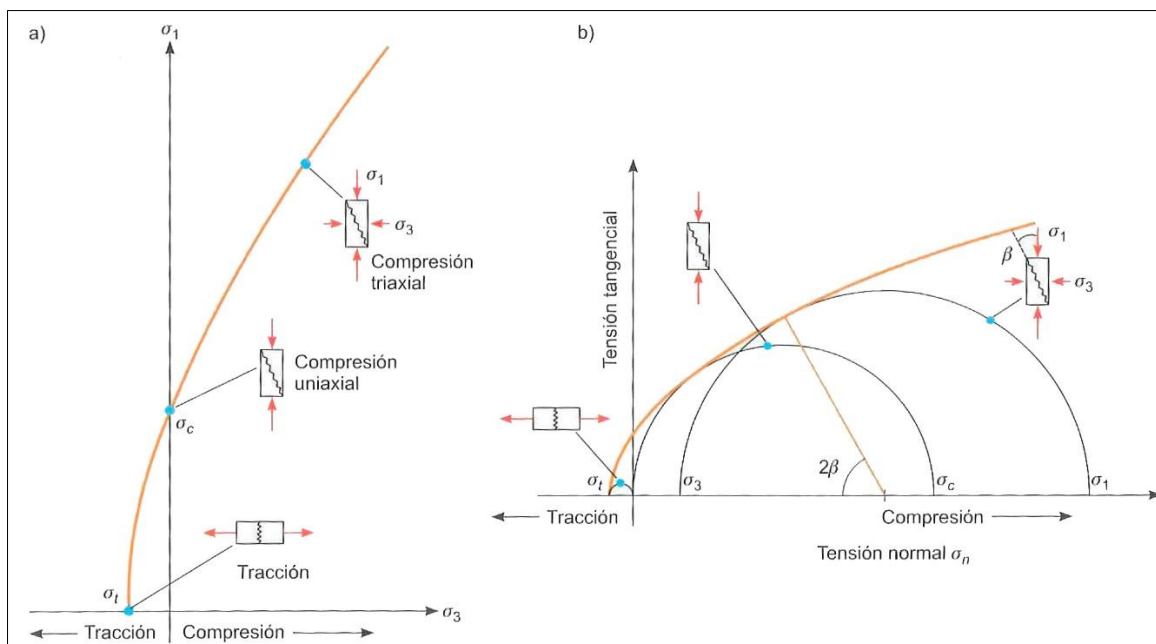 a)
σ1
σ1
σ3
Compresión
triaxial
Compresión
uniaxial
σc
σt
Tracción
σ3
Tracción
Compresión
b)
Tensión tangencial
σ1
β
σ3
2β
σt
σ3
σc
σ1
Tracción
Compresión
Tensión normal σn